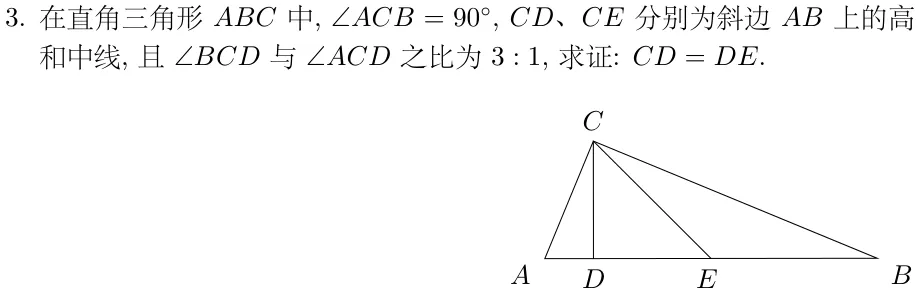 3. 在直角三角形 ABC 中, ∠ACB = 90°, CD、CE 分别为斜边 AB 上的高
和中线, 且 ∠BCD 与 ∠ACD 之比为 3 : 1, 求证: CD = DE.
C
A D E B